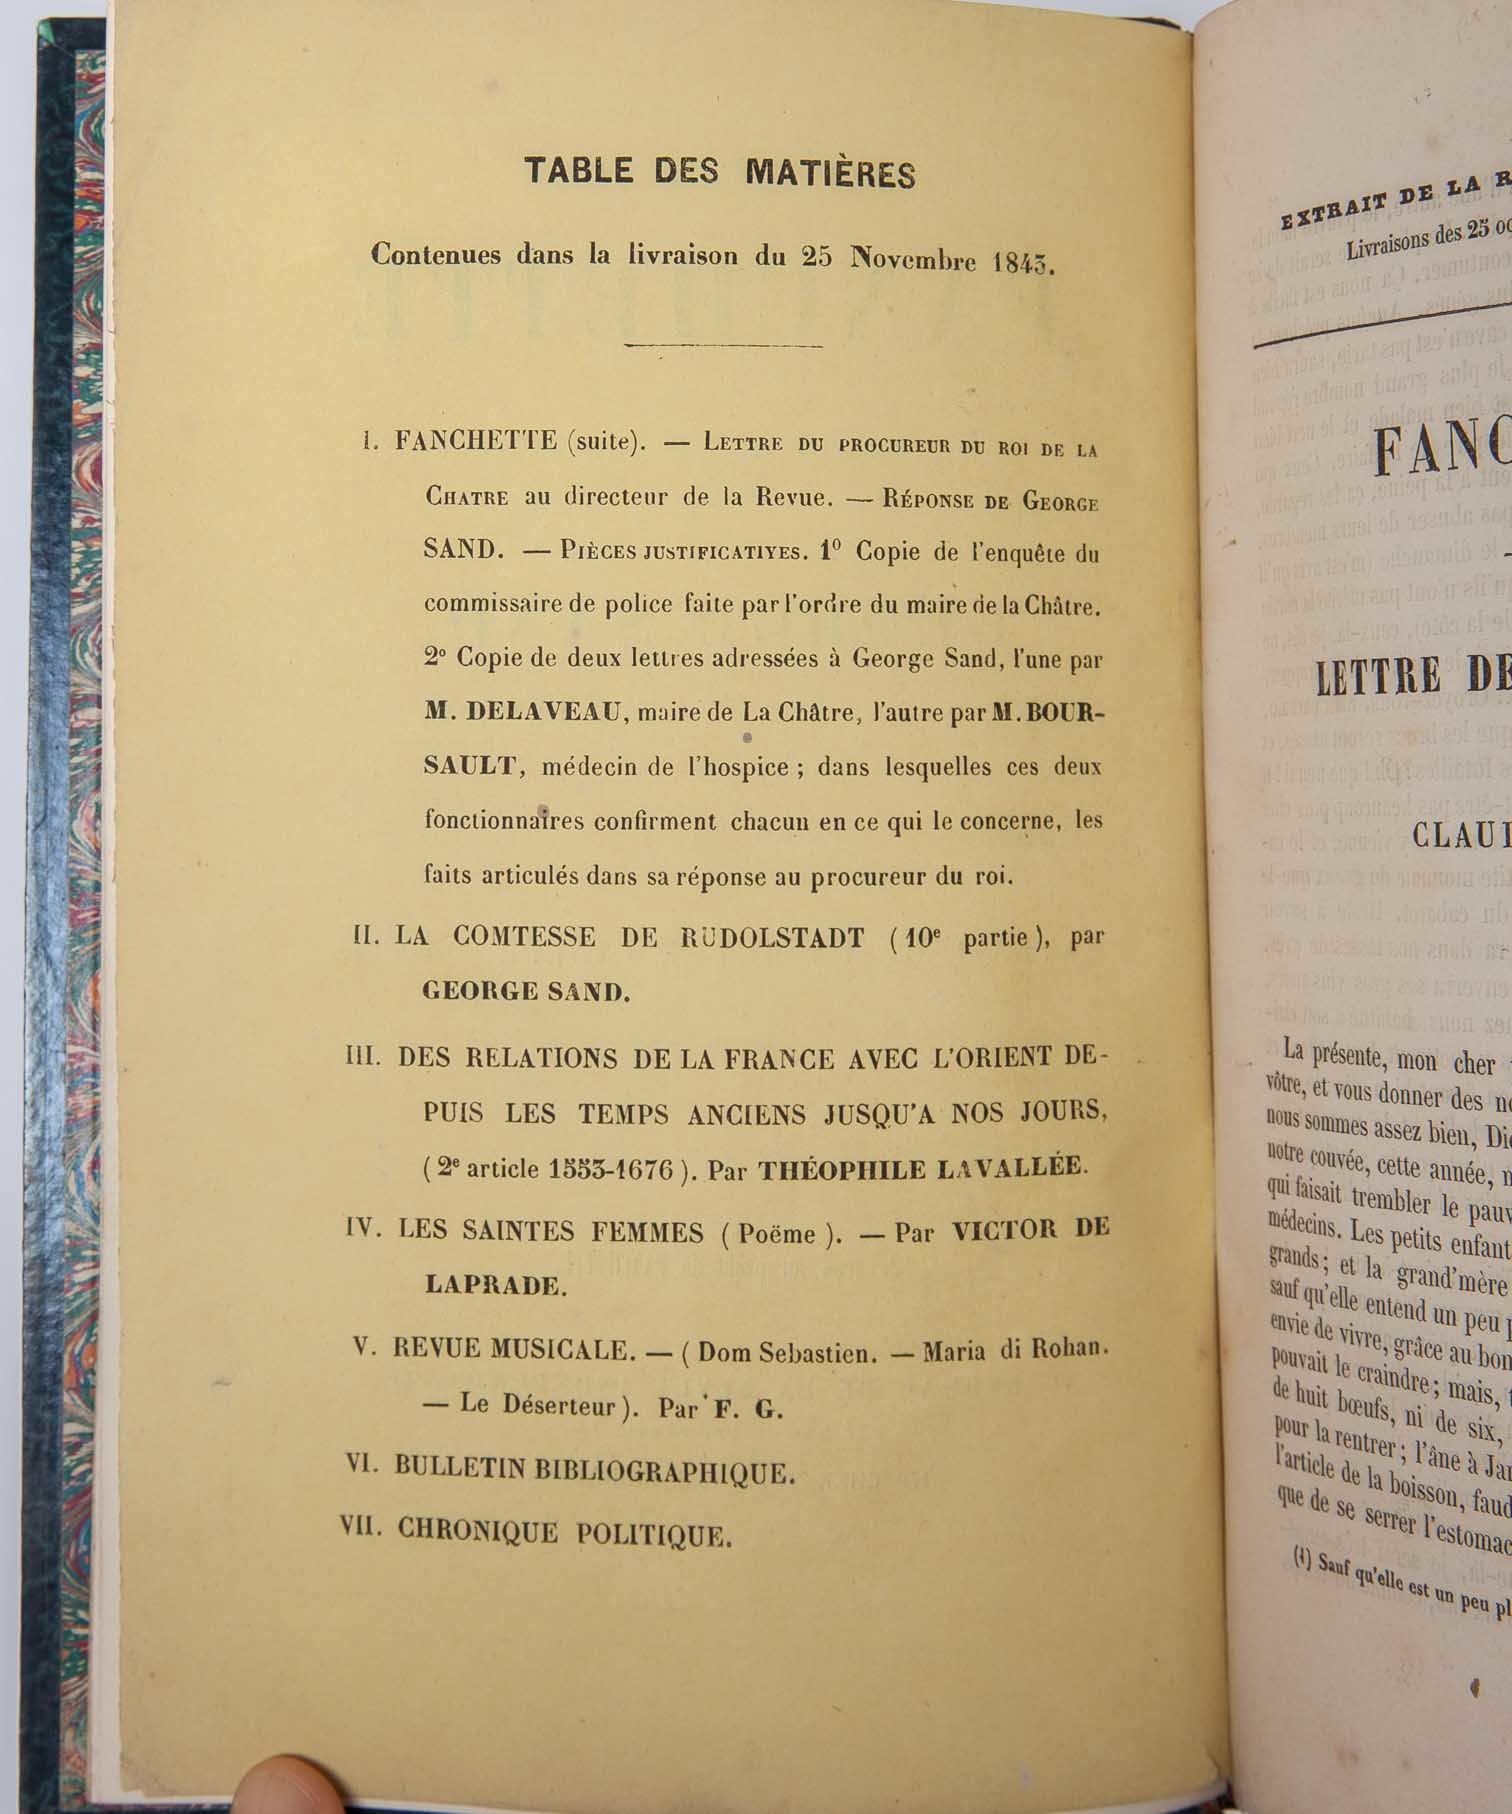 TABLE DES MATIÈRES
Contenues dans la livraison du 25 Novembre 1843.
I. FANCHETTE (suite). — LETTRE DU PROCUREUR DU ROI DE LA
CHATRE au directeur de la Revue. — RÉPONSE DE GEORGE
SAND. — PIÈCES JUSTIFICATIVES. 1º Copie de l'enquête du
commissaire de police faite par l'ordre du maire de la Châtre.
2º Copie de deux lettres adressées à George Sand, l'une par
M. DELAVEAU, maire de La Châtre, l'autre par M. BOUR-
SAULT, médecin de l'hospice ; dans lesquelles ces deux
fonctionnaires confirment chacun en ce qui le concerne, les
faits articulés dans sa réponse au procureur du roi.
II. LA COMTESSE DE RUDOLSTADT (10e partie), par
GEORGE SAND.
III. DES RELATIONS DE LA FRANCE AVEC L'ORIENT DE-
PUIS LES TEMPS ANCIENS JUSQU'A NOS JOURS,
(2e article 1553-1676). Par THÉOPHILE LAVALLÉE.
IV. LES SAINTES FEMMES (Poëme). — Par VICTOR DE
LAPRADE.
V. REVUE MUSICALE. — (Dom Sebastien. — Maria di Rohan.
— Le Déserteur). Par F. G.
VI. BULLETIN BIBLIOGRAPHIQUE.
VII. CHRONIQUE POLITIQUE.
EXTRAIT DE LA R
Livraisons des 25 oc
FANC
LETTRE DE
CLAU
La présente, mon cher
vôtre, et vous donner des no
nous sommes assez bien, Die
notre couvée, cette année, n
qui faisait trembler le pauv
médecins. Les petits enfant
grands ; et la grand'mère
sauf qu'elle entend un peu p
envie de vivre, grâce au bon
pouvait le craindre ; mais, t
de huit bœufs, ni de six,
pour la rentrer ; l'âne à Jar
l'article de la boisson, faud
que de se serrer l'estomac
(1) Sauf qu'elle est un peu pl